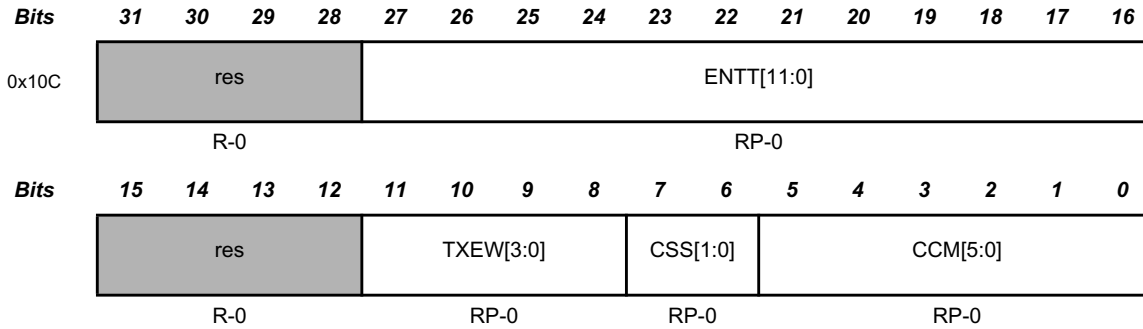 Bits 31 30 29 28 27 26 25 24 23 22 21 20 19 18 17 16
0x10C res ENTT[11:0]
R-0 RP-0
Bits 15 14 13 12 11 10 9 8 7 6 5 4 3 2 1 0
res TXEW[3:0] CSS[1:0] CCM[5:0]
R-0 RP-0 RP-0 RP-0